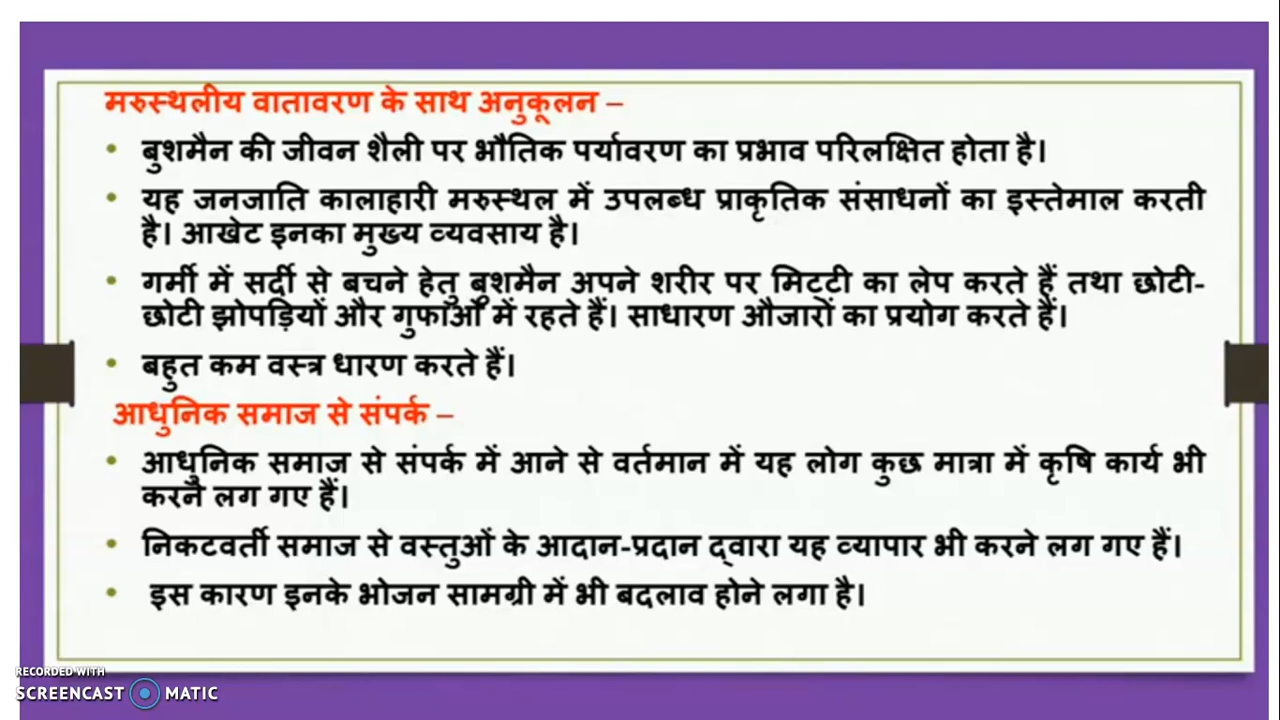 मरुस्थलीय वातावरण के साथ अनुकूलन –
• बुशमैन की जीवन शैली पर भौतिक पर्यावरण का प्रभाव परिलक्षित होता है।
• यह जनजाति कालाहारी मरुस्थल में उपलब्ध प्राकृतिक संसाधनों का इस्तेमाल करती
है। आखेट इनका मुख्य व्यवसाय है।
• गर्मी में सर्दी से बचने हेतु बुशमैन अपने शरीर पर मिट्टी का लेप करते हैं तथा छोटी-
छोटी झोपड़ियों और गुफाओं में रहते हैं। साधारण औजारों का प्रयोग करते हैं।
• बहुत कम वस्त्र धारण करते हैं।
आधुनिक समाज से संपर्क –
• आधुनिक समाज से संपर्क में आने से वर्तमान में यह लोग कुछ मात्रा में कृषि कार्य भी
करने लग गए हैं।
• निकटवर्ती समाज से वस्तुओं के आदान-प्रदान द्वारा यह व्यापार भी करने लग गए हैं।
• इस कारण इनके भोजन सामग्री में भी बदलाव होने लगा है।
RECORDED WITH
SCREENCAST MATIC